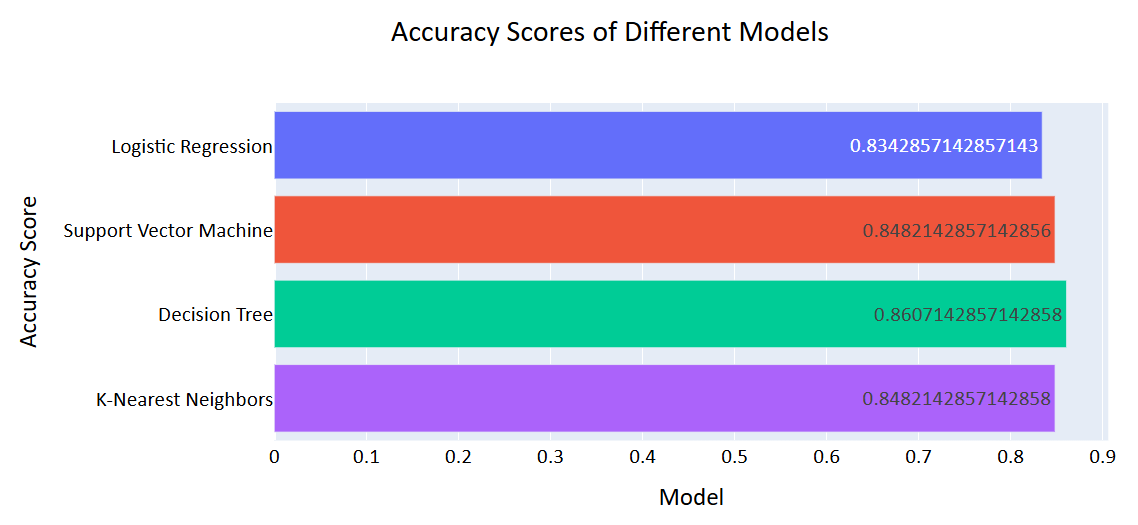 Accuracy Scores of Different Models
Accuracy Score
Logistic Regression
0.8342857142857143
Support Vector Machine
0.8482142857142856
Decision Tree
0.8607142857142858
K-Nearest Neighbors
0.8482142857142858
0 0.1 0.2 0.3 0.4 0.5 0.6 0.7 0.8 0.9
Model